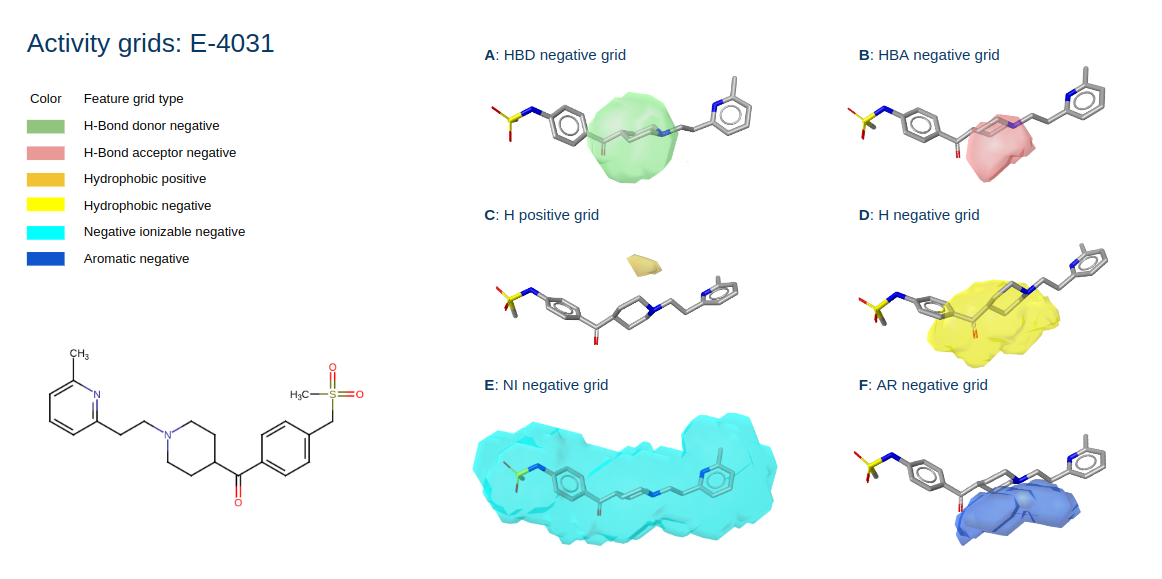 Activity grids: E-4031
Color Feature grid type
H-Bond donor negative
H-Bond acceptor negative
Hydrophobic positive
Hydrophobic negative
Negative ionizable negative
Aromatic negative
A: HBD negative grid
B: HBA negative grid
C: H positive grid
D: H negative grid
E: NI negative grid
F: AR negative grid
CH3
N
N
O
H3C
S
O
O